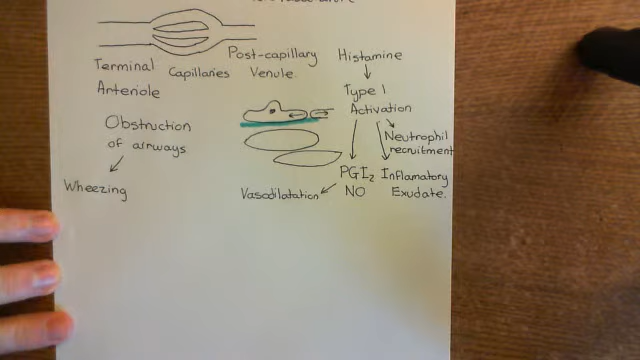 Post-capillary
Venule.
Histamine
Terminal
Arteriole
Capillaries
Type 1
Activation
Obstruction
of airways
Neutrophil
recruitment
Wheezing
PGI2
NO
Inflamatory
Exudate.
Vasodilatation